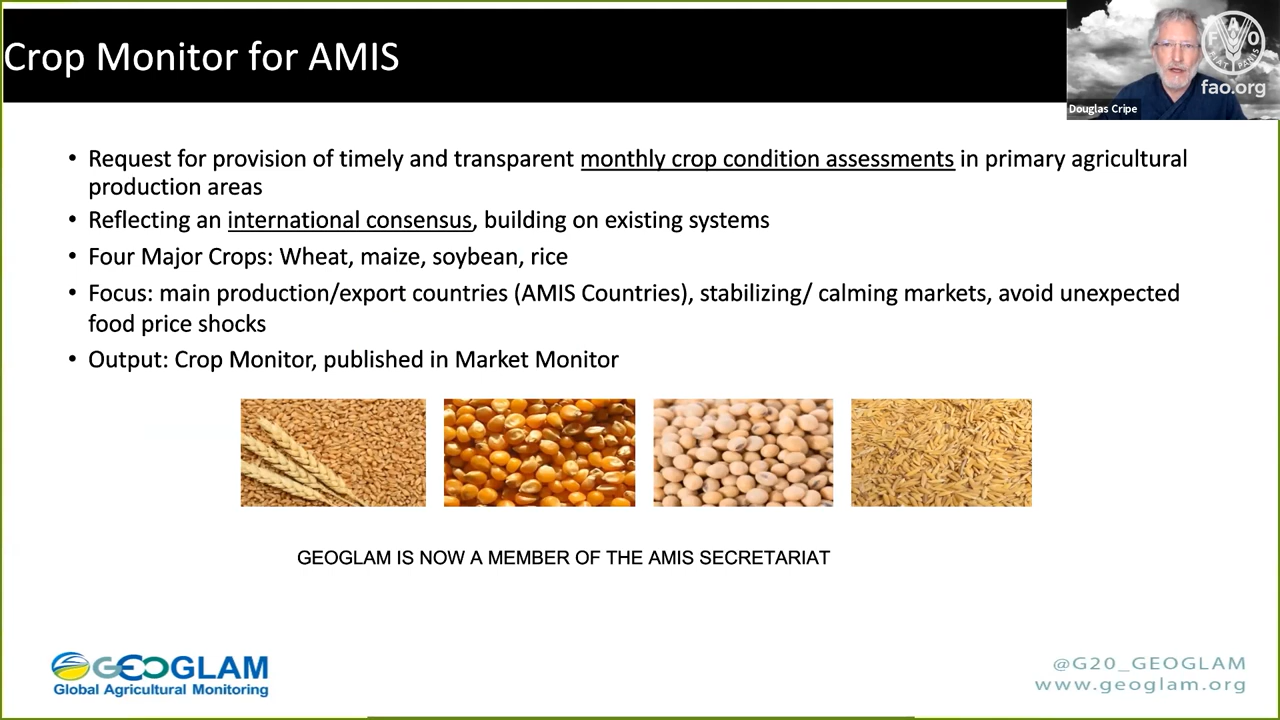 Crop Monitor for AMIS
FAO
FIAT PANIS
fao.org
Douglas Cripe
• Request for provision of timely and transparent monthly crop condition assessments in primary agricultural
production areas
• Reflecting an international consensus, building on existing systems
• Four Major Crops: Wheat, maize, soybean, rice
• Focus: main production/export countries (AMIS Countries), stabilizing/ calming markets, avoid unexpected
food price shocks
• Output: Crop Monitor, published in Market Monitor
GEOGLAM IS NOW A MEMBER OF THE AMIS SECRETARIAT
GEOGLAM
Global Agricultural Monitoring
@G20_GEOGLAM
www.geoglam.org